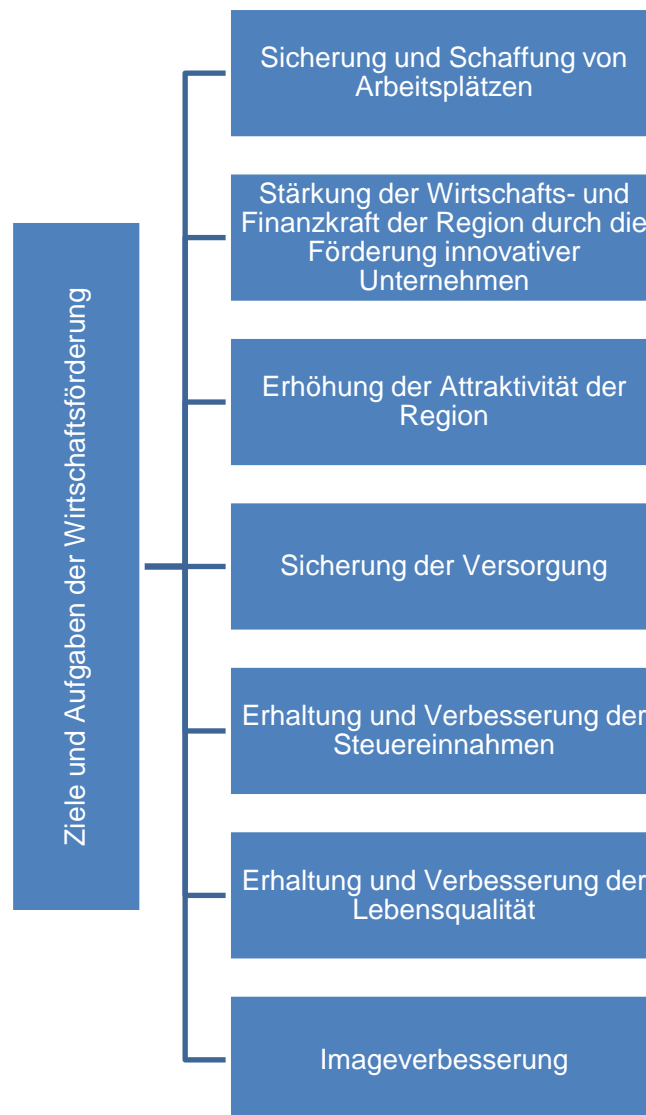 Ziele und Aufgaben der Wirtschaftsförderung
Sicherung und Schaffung von
Arbeitsplätzen
Stärkung der Wirtschafts- und
Finanzkraft der Region durch die
Förderung innovativer
Unternehmen
Erhöhung der Attraktivität der
Region
Sicherung der Versorgung
Erhaltung und Verbesserung der
Steuereinnahmen
Erhaltung und Verbesserung der
Lebensqualität
Imageverbesserung